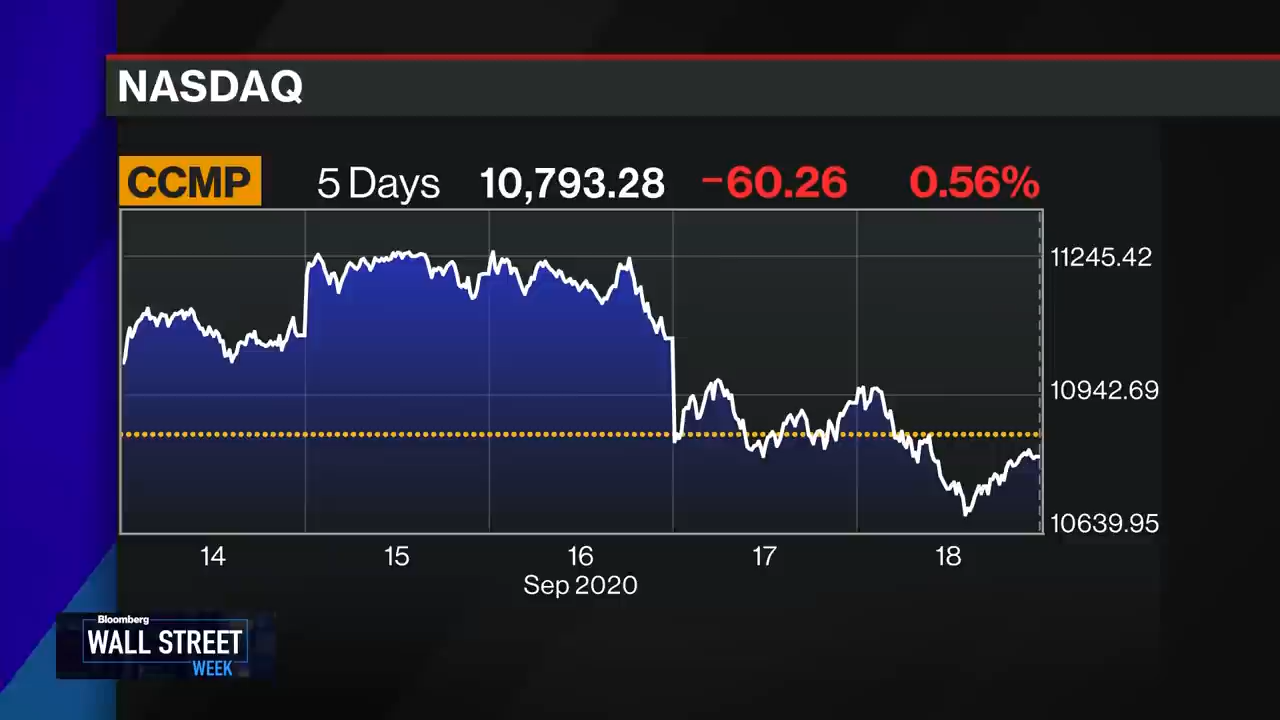 NASDAQ
CCMP 5 Days 10,793.28 −60.26 0.56%
11245.42
10942.69
10639.95
14 15 16 17 18
Sep 2020
Bloomberg
WALL STREET
WEEK